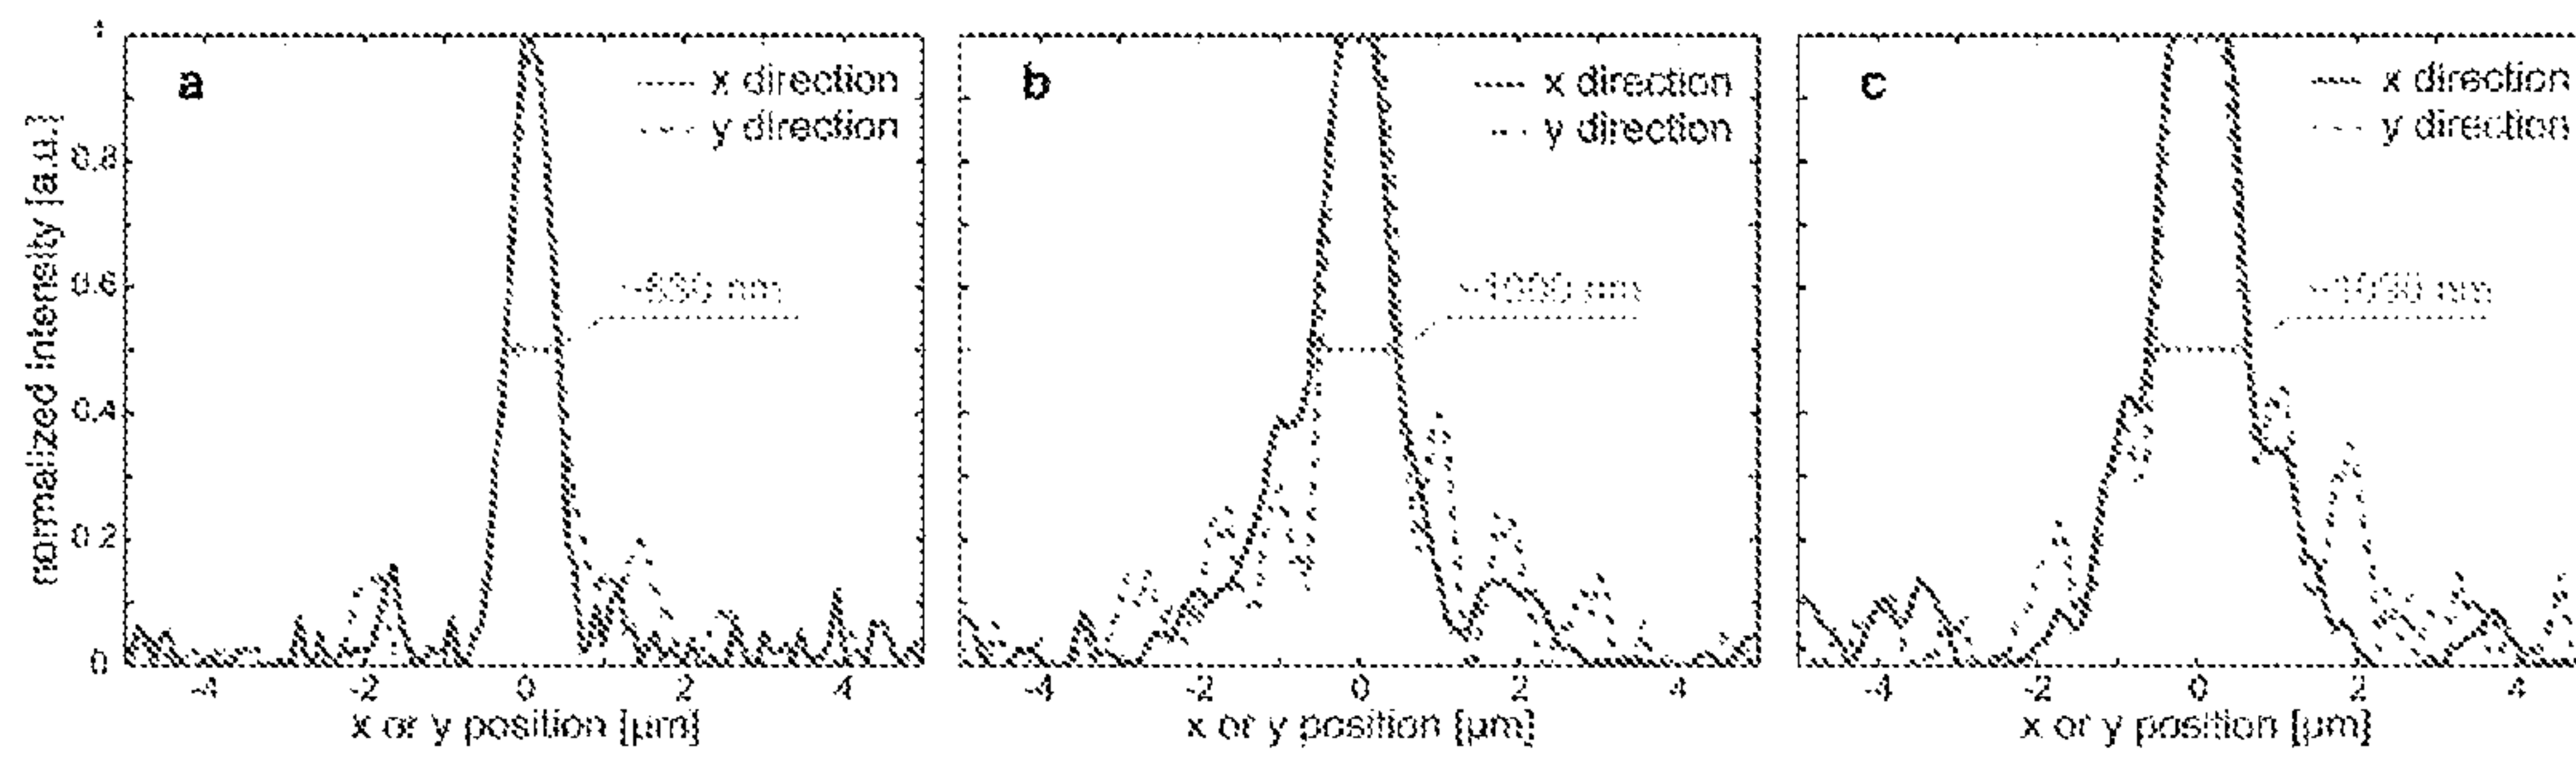 a
x direction
y direction
b
x direction
y direction
c
x direction
y direction
normalized intensity [a.u.]
1
0.8
0.6
0.4
0.2
0
~1000 nm
-4 -2 0 2 4
-4 -2 0 2 4
-4 -2 0 2 4
x or y position [µm]
x or y position [µm]
x or y position [µm]